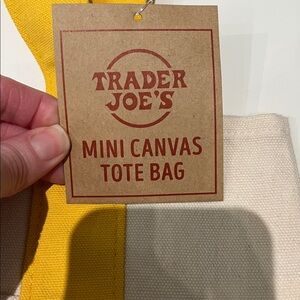 TRADER
JOE'S
MINI CANVAS
TOTE BAG